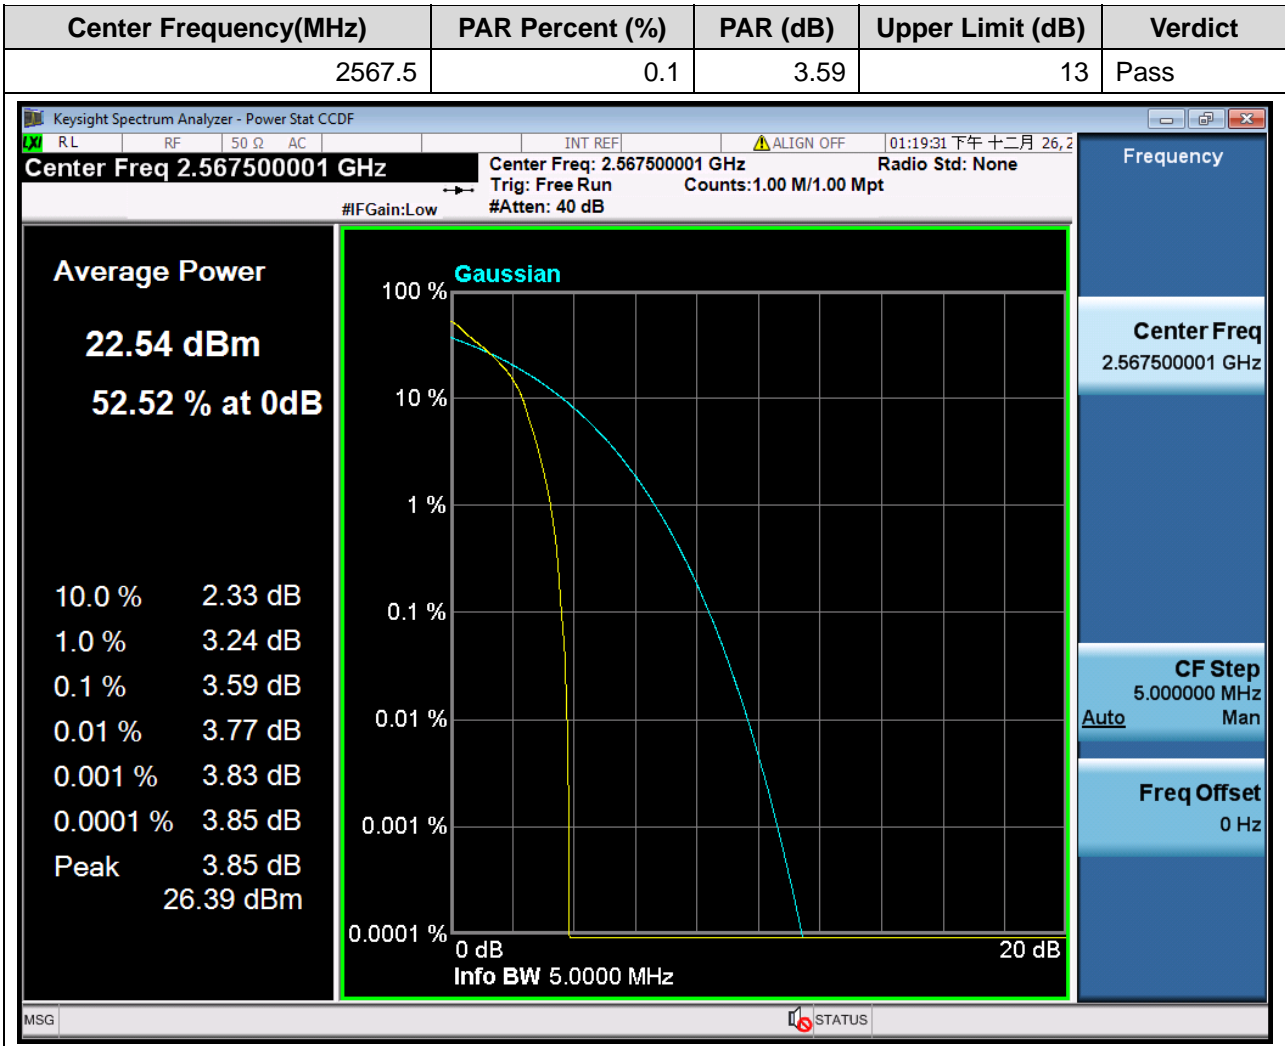 Center Frequency(MHz) PAR Percent (%) PAR (dB) Upper Limit (dB) Verdict
2567.5 0.1 3.59 13 Pass
Keysight Spectrum Analyzer - Power Stat CCDF
LXI RL RF 50 Ω AC INT REF ALIGN OFF 01:19:31 下午 十二月 26, 2
Center Freq 2.567500001 GHz
Center Freq: 2.567500001 GHz Radio Std: None
Trig: Free Run Counts:1.00 M/1.00 Mpt
#IFGain:Low #Atten: 40 dB
Frequency
Average Power
22.54 dBm
52.52 % at 0dB
10.0 % 2.33 dB
1.0 % 3.24 dB
0.1 % 3.59 dB
0.01 % 3.77 dB
0.001 % 3.83 dB
0.0001 % 3.85 dB
Peak 3.85 dB
26.39 dBm
Gaussian
100 %
10 %
1 %
0.1 %
0.01 %
0.001 %
0.0001 %
0 dB 20 dB
Info BW 5.0000 MHz
Center Freq
2.567500001 GHz
CF Step
5.000000 MHz
Auto Man
Freq Offset
0 Hz
MSG STATUS